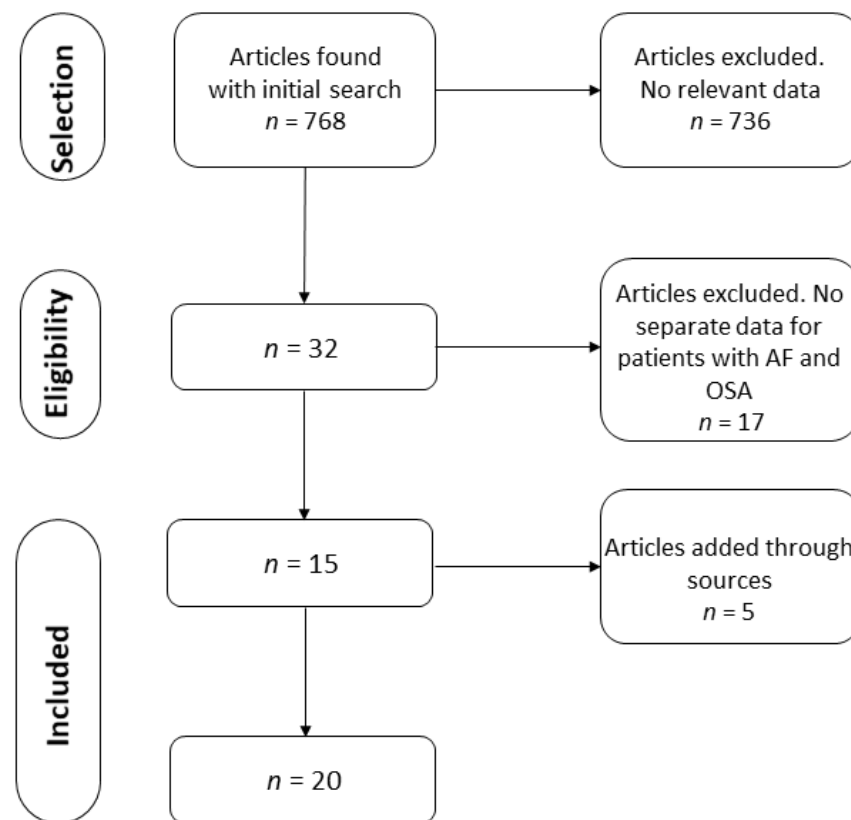 Selection
Articles found
with initial search
n = 768
Articles excluded.
No relevant data
n = 736
Eligibility
n = 32
Articles excluded. No
separate data for
patients with AF and
OSA
n = 17
Included
n = 15
Articles added through
sources
n = 5
n = 20